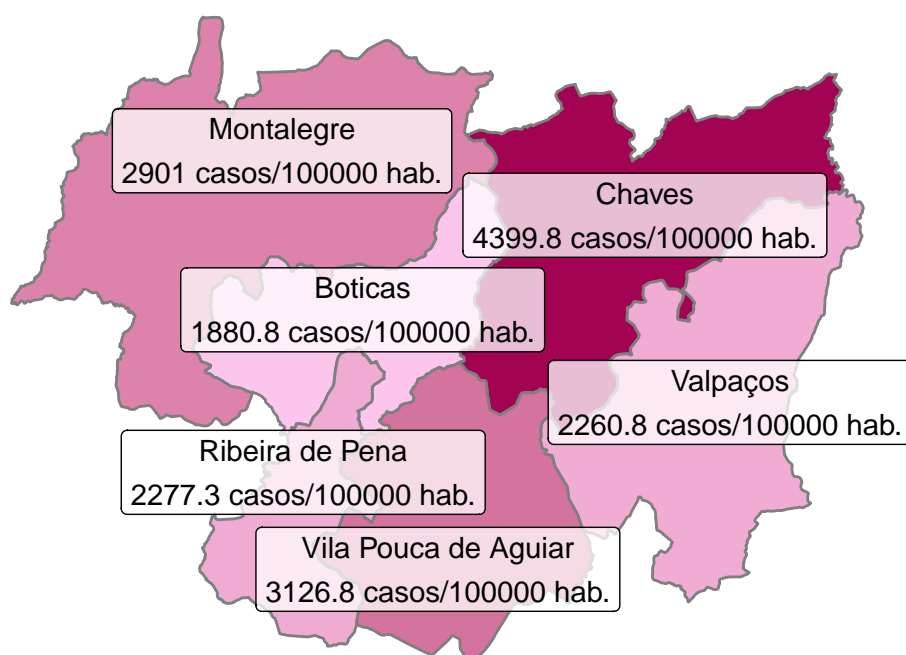 Montalegre
2901 casos/100000 hab.
Chaves
4399.8 casos/100000 hab.
Boticas
1880.8 casos/100000 hab.
Valpaços
2260.8 casos/100000 hab.
Ribeira de Pena
2277.3 casos/100000 hab.
Vila Pouca de Aguiar
3126.8 casos/100000 hab.